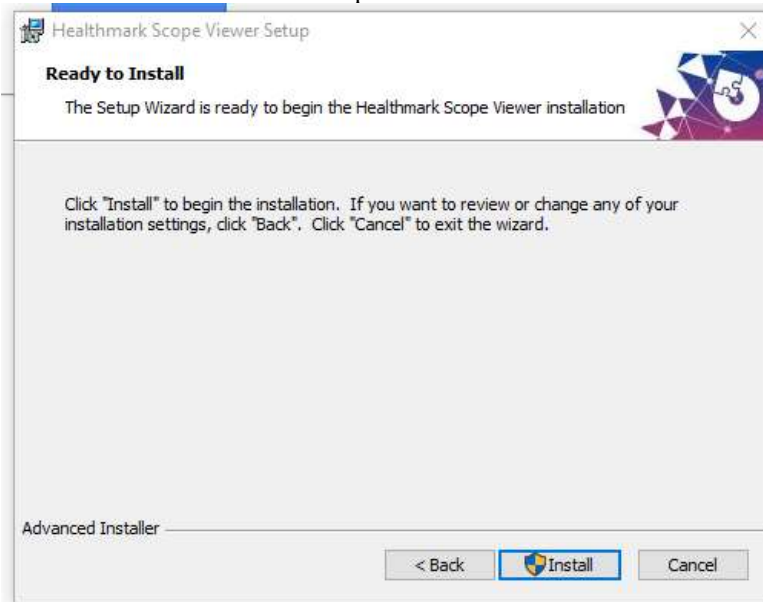 Healthmark Scope Viewer Setup
Ready to Install
The Setup Wizard is ready to begin the Healthmark Scope Viewer installation
Click "Install" to begin the installation.  If you want to review or change any of your
installation settings, click "Back".  Click "Cancel" to exit the wizard.
Advanced Installer
< Back Install Cancel